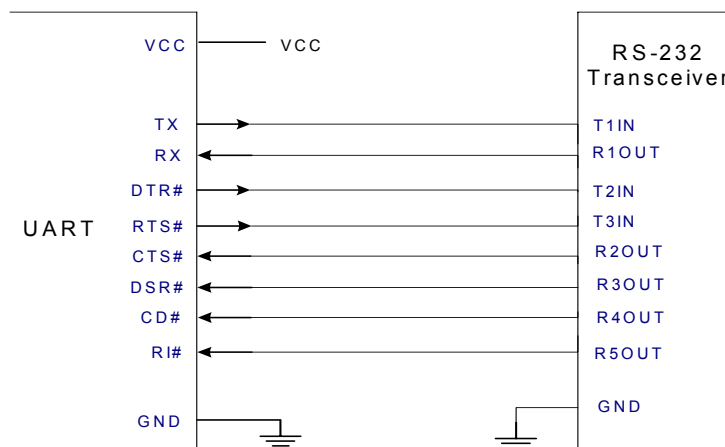 VCC VCC
RS-232
Transceiver
TX T1IN
RX R1OUT
DTR# T2IN
UART RTS# T3IN
CTS# R2OUT
DSR# R3OUT
CD# R4OUT
RI# R5OUT
GND GND